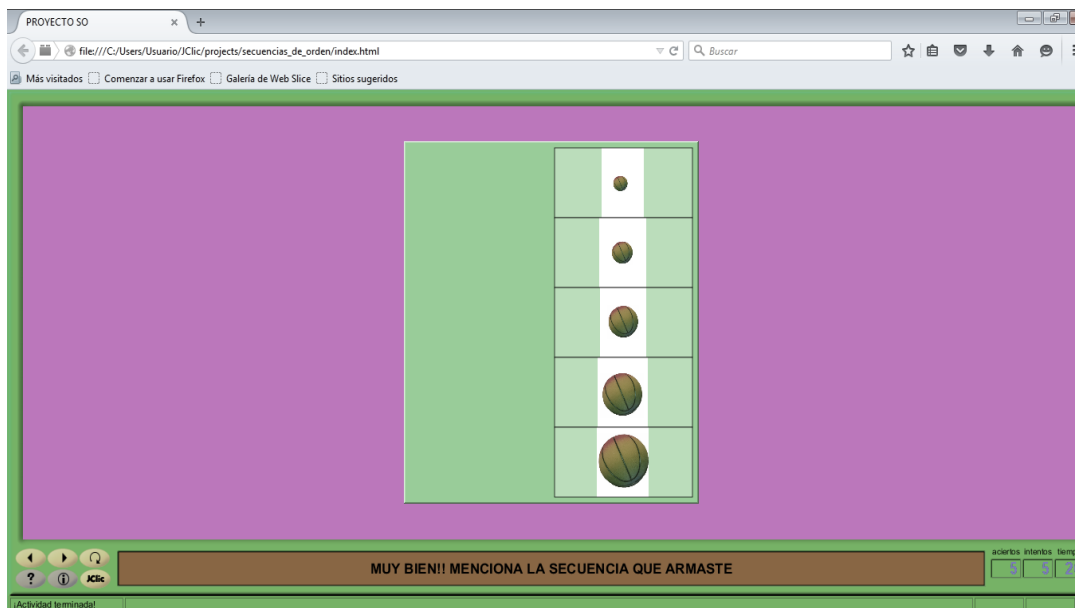 PROYECTO SO
file:///C:/Users/Usuario/JClic/projects/secuencias_de_orden/index.html
Buscar
Más visitados Comenzar a usar Firefox Galería de Web Slice Sitios sugeridos
MUY BIEN!! MENCIONA LA SECUENCIA QUE ARMASTE
JClic
aciertos intentos
5 5
¡Actividad terminada!